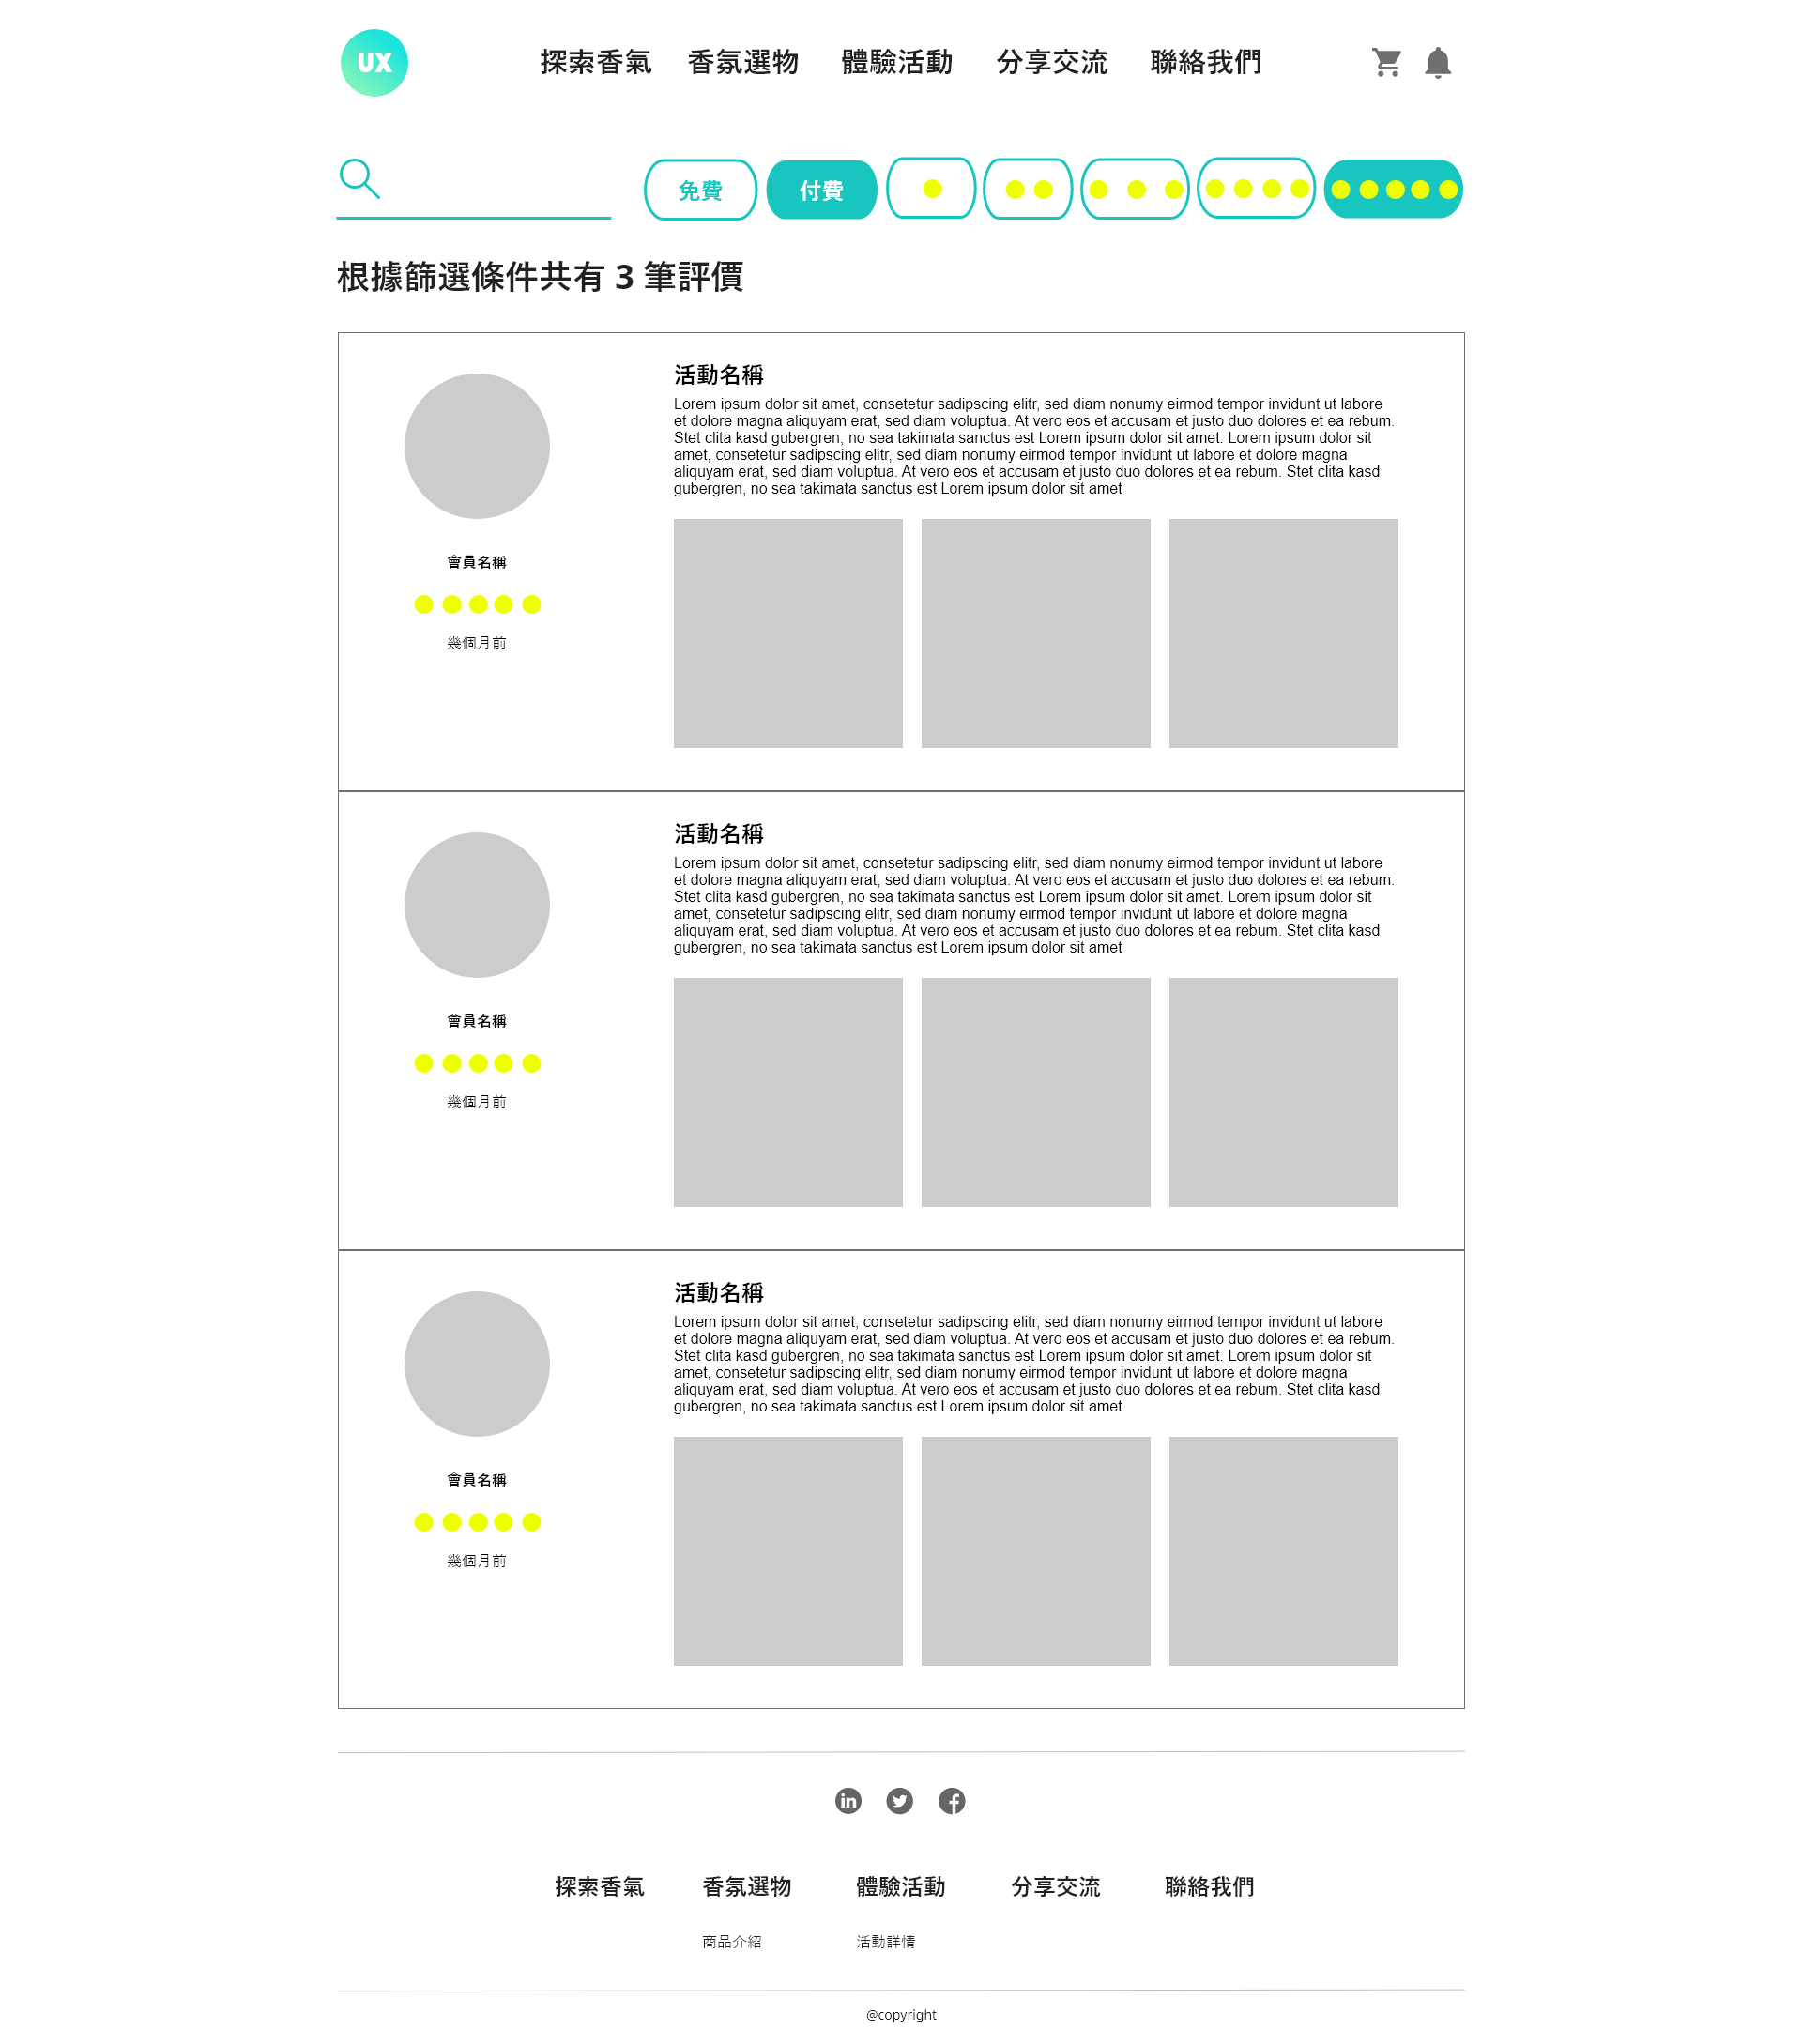 UX
探索香氣 香氛選物 體驗活動 分享交流 聯絡我們
免費 付費
根據篩選條件共有 3 筆評價
活動名稱
Lorem ipsum dolor sit amet, consetetur sadipscing elitr, sed diam nonumy eirmod tempor invidunt ut labore
et dolore magna aliquyam erat, sed diam voluptua. At vero eos et accusam et justo duo dolores et ea rebum.
Stet clita kasd gubergren, no sea takimata sanctus est Lorem ipsum dolor sit amet. Lorem ipsum dolor sit
amet, consetetur sadipscing elitr, sed diam nonumy eirmod tempor invidunt ut labore et dolore magna
aliquyam erat, sed diam voluptua. At vero eos et accusam et justo duo dolores et ea rebum. Stet clita kasd
gubergren, no sea takimata sanctus est Lorem ipsum dolor sit amet
會員名稱
幾個月前
活動名稱
Lorem ipsum dolor sit amet, consetetur sadipscing elitr, sed diam nonumy eirmod tempor invidunt ut labore
et dolore magna aliquyam erat, sed diam voluptua. At vero eos et accusam et justo duo dolores et ea rebum.
Stet clita kasd gubergren, no sea takimata sanctus est Lorem ipsum dolor sit amet. Lorem ipsum dolor sit
amet, consetetur sadipscing elitr, sed diam nonumy eirmod tempor invidunt ut labore et dolore magna
aliquyam erat, sed diam voluptua. At vero eos et accusam et justo duo dolores et ea rebum. Stet clita kasd
gubergren, no sea takimata sanctus est Lorem ipsum dolor sit amet
會員名稱
幾個月前
活動名稱
Lorem ipsum dolor sit amet, consetetur sadipscing elitr, sed diam nonumy eirmod tempor invidunt ut labore
et dolore magna aliquyam erat, sed diam voluptua. At vero eos et accusam et justo duo dolores et ea rebum.
Stet clita kasd gubergren, no sea takimata sanctus est Lorem ipsum dolor sit amet. Lorem ipsum dolor sit
amet, consetetur sadipscing elitr, sed diam nonumy eirmod tempor invidunt ut labore et dolore magna
aliquyam erat, sed diam voluptua. At vero eos et accusam et justo duo dolores et ea rebum. Stet clita kasd
gubergren, no sea takimata sanctus est Lorem ipsum dolor sit amet
會員名稱
幾個月前
探索香氣 香氛選物 體驗活動 分享交流 聯絡我們
商品介紹 活動詳情
@copyright